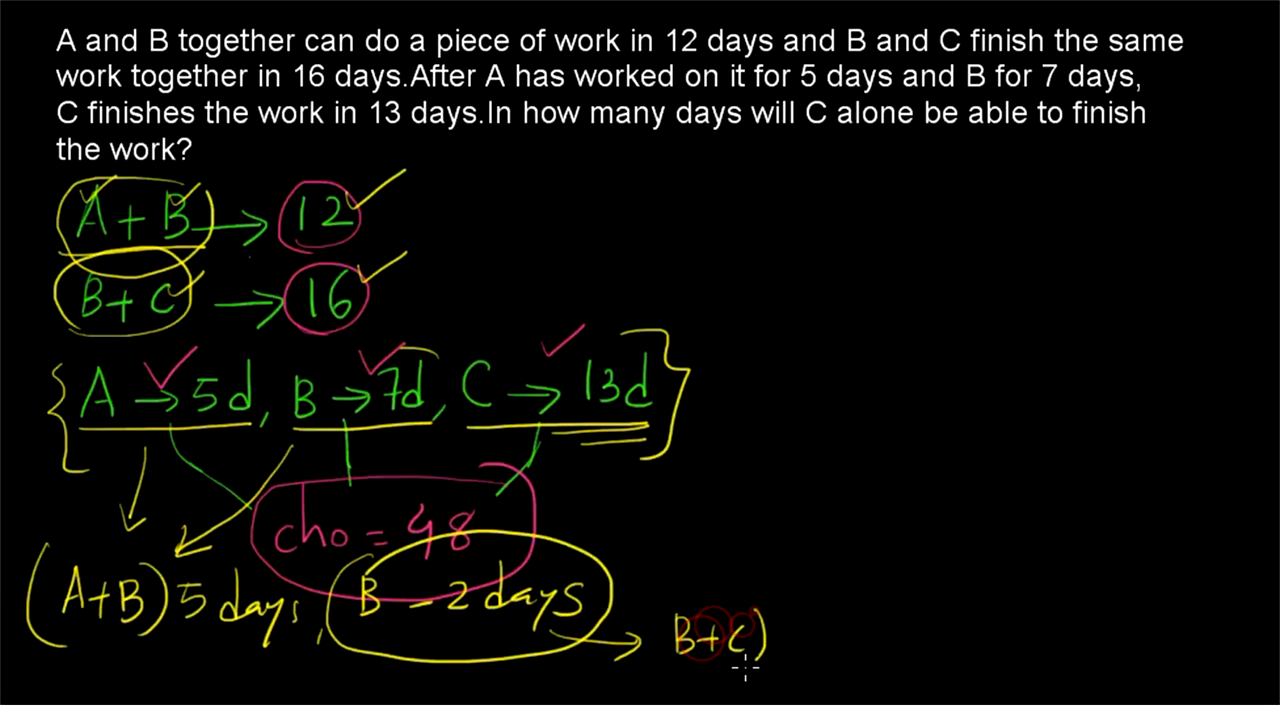 A and B together can do a piece of work in 12 days and B and C finish the same
work together in 16 days.After A has worked on it for 5 days and B for 7 days,
C finishes the work in 13 days.In how many days will C alone be able to finish
the work?
A + B → 12
B + C → 16
{ A → 5d, B → 7d, C → 13d }
cho = 48
(A+B) 5 days, (B - 2 days → B+C)